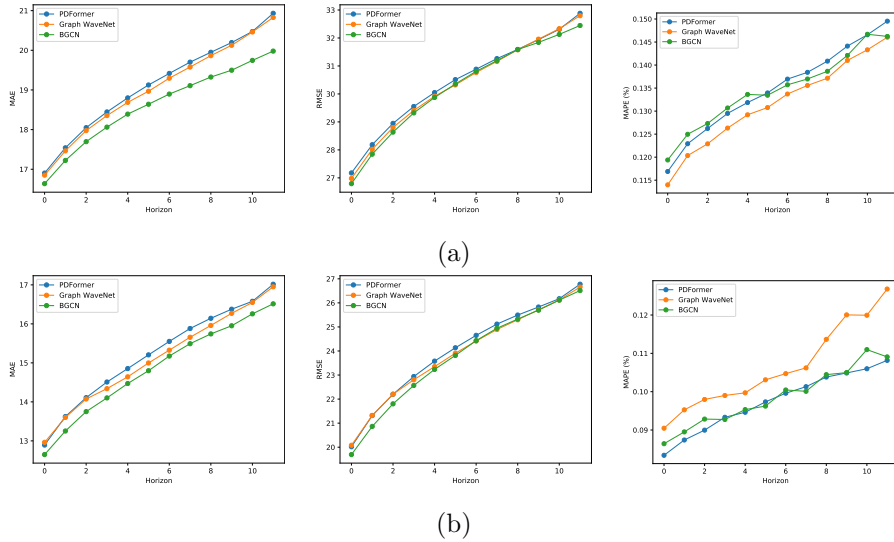 PDFormer
Graph WaveNet
BGCN
MAE
21
20
19
18
17
0 2 4 6 8 10
Horizon
PDFormer
Graph WaveNet
BGCN
RMSE
33
32
31
30
29
28
27
0 2 4 6 8 10
Horizon
PDFormer
Graph WaveNet
BGCN
MAPE (%)
0.150
0.145
0.140
0.135
0.130
0.125
0.120
0.115
0 2 4 6 8 10
Horizon
(a)
PDFormer
Graph WaveNet
BGCN
MAE
17
16
15
14
13
0 2 4 6 8 10
Horizon
PDFormer
Graph WaveNet
BGCN
RMSE
27
26
25
24
23
22
21
20
0 2 4 6 8 10
Horizon
PDFormer
Graph WaveNet
BGCN
MAPE (%)
0.12
0.11
0.10
0.09
0 2 4 6 8 10
Horizon
(b)